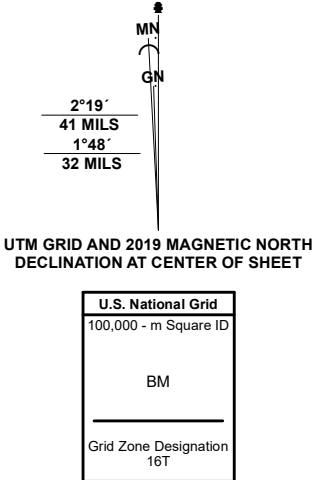 MN
GN
2°19´
41 MILS
1°48´
32 MILS
UTM GRID AND 2019 MAGNETIC NORTH
DECLINATION AT CENTER OF SHEET
U.S. National Grid
100,000 - m Square ID
BM
Grid Zone Designation
16T